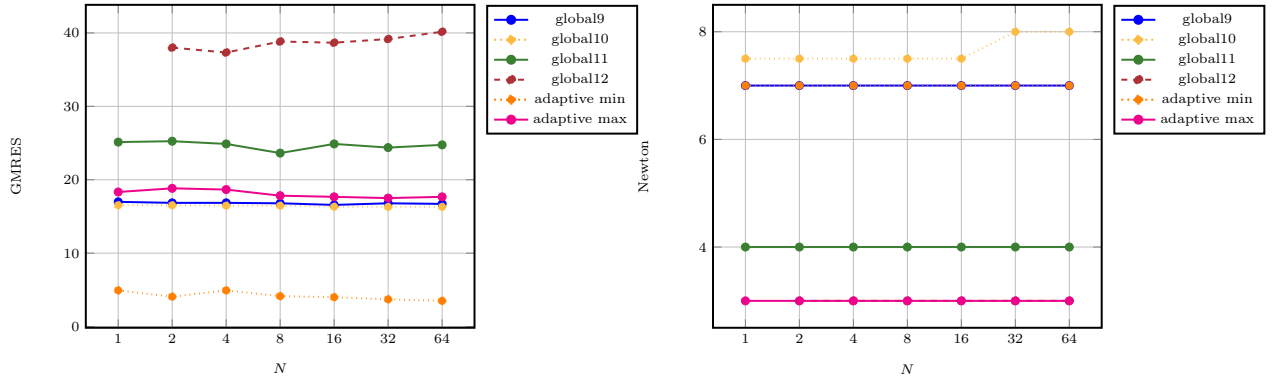 GMRES
40
30
20
10
0
1 2 4 8 16 32 64
N
global9
global10
global11
global12
adaptive min
adaptive max
Newton
8
6
4
1 2 4 8 16 32 64
N
global9
global10
global11
global12
adaptive min
adaptive max